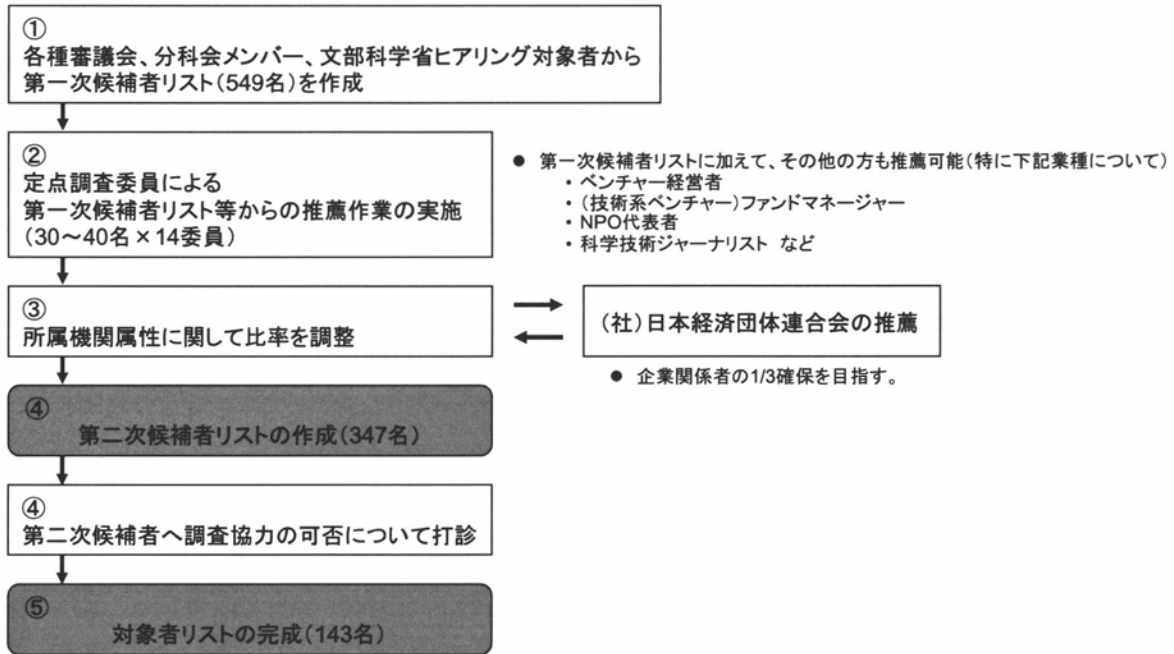 ①
各種審議会、分科会メンバー、文部科学省ヒアリング対象者から
第一次候補者リスト(549名)を作成
②
定点調査委員による
第一次候補者リスト等からの推薦作業の実施
(30～40名×14委員)
● 第一次候補者リストに加えて、その他の方も推薦可能(特に下記業種について)
・ベンチャー経営者
・(技術系ベンチャー)ファンドマネージャー
・NPO代表者
・科学技術ジャーナリスト など
③
所属機関属性に関して比率を調整
(社)日本経済団体連合会の推薦
● 企業関係者の1/3確保を目指す。
④
第二次候補者リストの作成(347名)
④
第二次候補者へ調査協力の可否について打診
⑤
対象者リストの完成(143名)